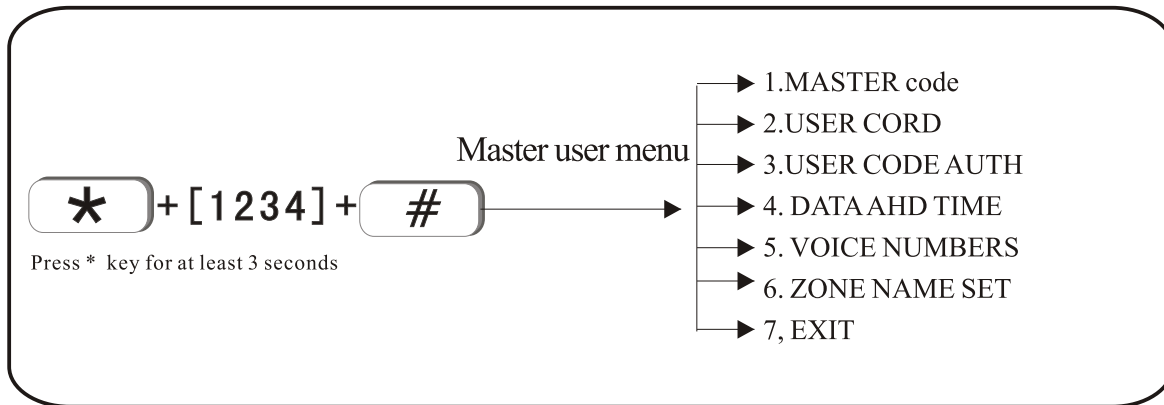 * + [1234] + #
Press * key for at least 3 seconds
Master user menu
1.MASTER code
2.USER CORD
3.USER CODE AUTH
4. DATA AHD TIME
5. VOICE NUMBERS
6. ZONE NAME SET
7, EXIT